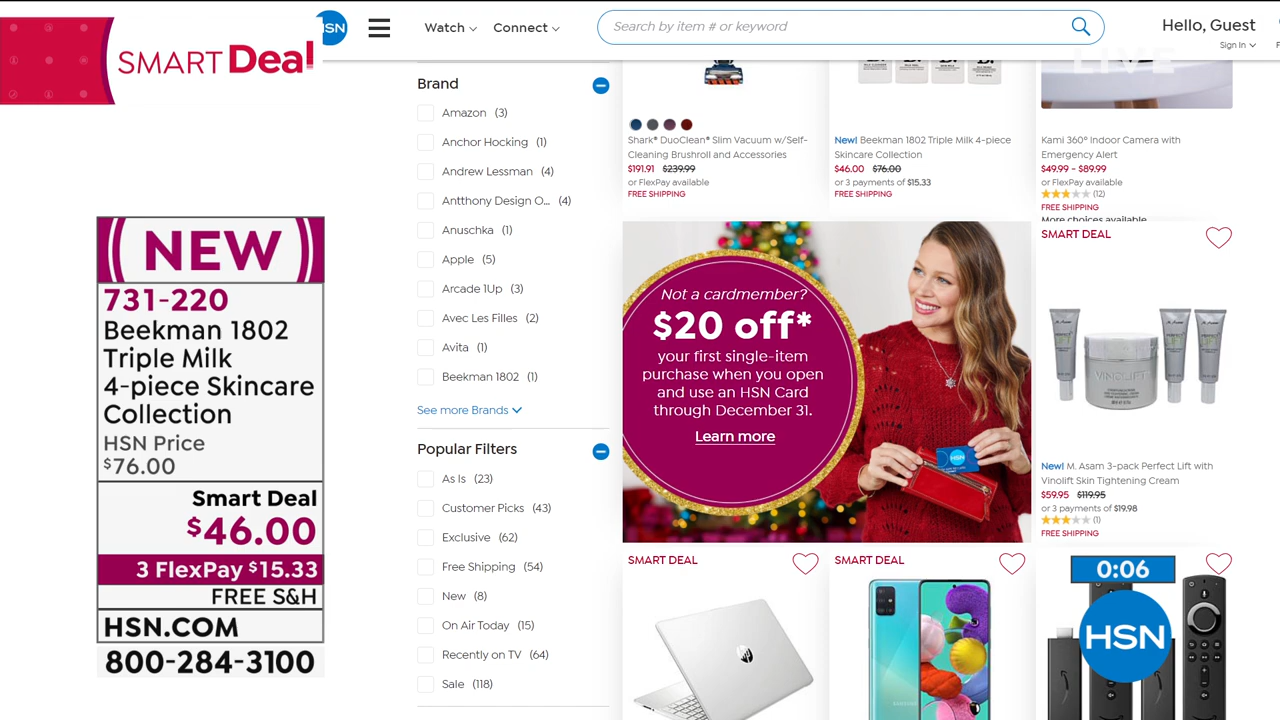 SMART Deal
SN
Watch
Connect
Search by item # or keyword
Hello, Guest
Sign In
LIVE
NEW
731-220
Beekman 1802
Triple Milk
4-piece Skincare
Collection
HSN Price
$76.00
Smart Deal
$46.00
3 FlexPay $15.33
FREE S&H
HSN.COM
800-284-3100
Brand
Amazon (3)
Anchor Hocking (1)
Andrew Lessman (4)
Antthony Design O... (4)
Anuschka (1)
Apple (5)
Arcade 1Up (3)
Avec Les Filles (2)
Avita (1)
Beekman 1802 (1)
See more Brands
Popular Filters
As Is (23)
Customer Picks (43)
Exclusive (62)
Free Shipping (54)
New (8)
On Air Today (15)
Recently on TV (64)
Sale (118)
Shark® DuoClean® Slim Vacuum w/Self-
Cleaning Brushroll and Accessories
$191.91 $239.99
or FlexPay available
FREE SHIPPING
New! Beekman 1802 Triple Milk 4-piece
Skincare Collection
$46.00 $76.00
or 3 payments of $15.33
FREE SHIPPING
Kami 360° Indoor Camera with
Emergency Alert
$49.99 - $89.99
or FlexPay available
(12)
FREE SHIPPING
More choices available
Not a cardmember?
$20 off*
your first single-item
purchase when you open
and use an HSN Card
through December 31.
Learn more
HSN
SMART DEAL
VINOLIFT
New! M. Asam 3-pack Perfect Lift with
Vinolift Skin Tightening Cream
$59.95 $119.95
or 3 payments of $19.98
(1)
FREE SHIPPING
SMART DEAL
hp
SMART DEAL
0:06
HSN